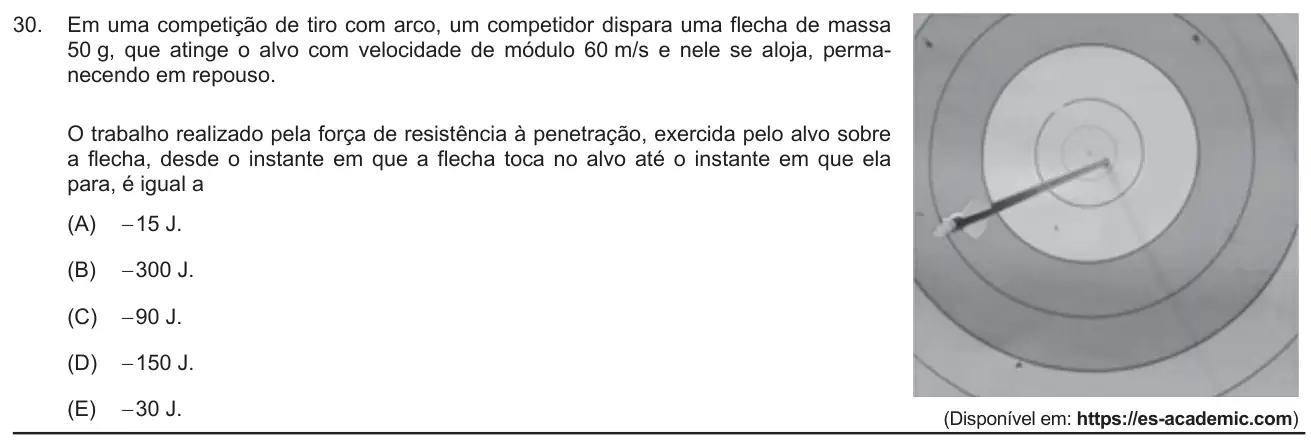 30. Em uma competição de tiro com arco, um competidor dispara uma flecha de massa
50 g, que atinge o alvo com velocidade de módulo 60 m/s e nele se aloja, perma-
necendo em repouso.
O trabalho realizado pela força de resistência à penetração, exercida pelo alvo sobre
a flecha, desde o instante em que a flecha toca no alvo até o instante em que ela
para, é igual a
(A) –15 J.
(B) –300 J.
(C) –90 J.
(D) –150 J.
(E) –30 J.
(Disponível em: https://es-academic.com)